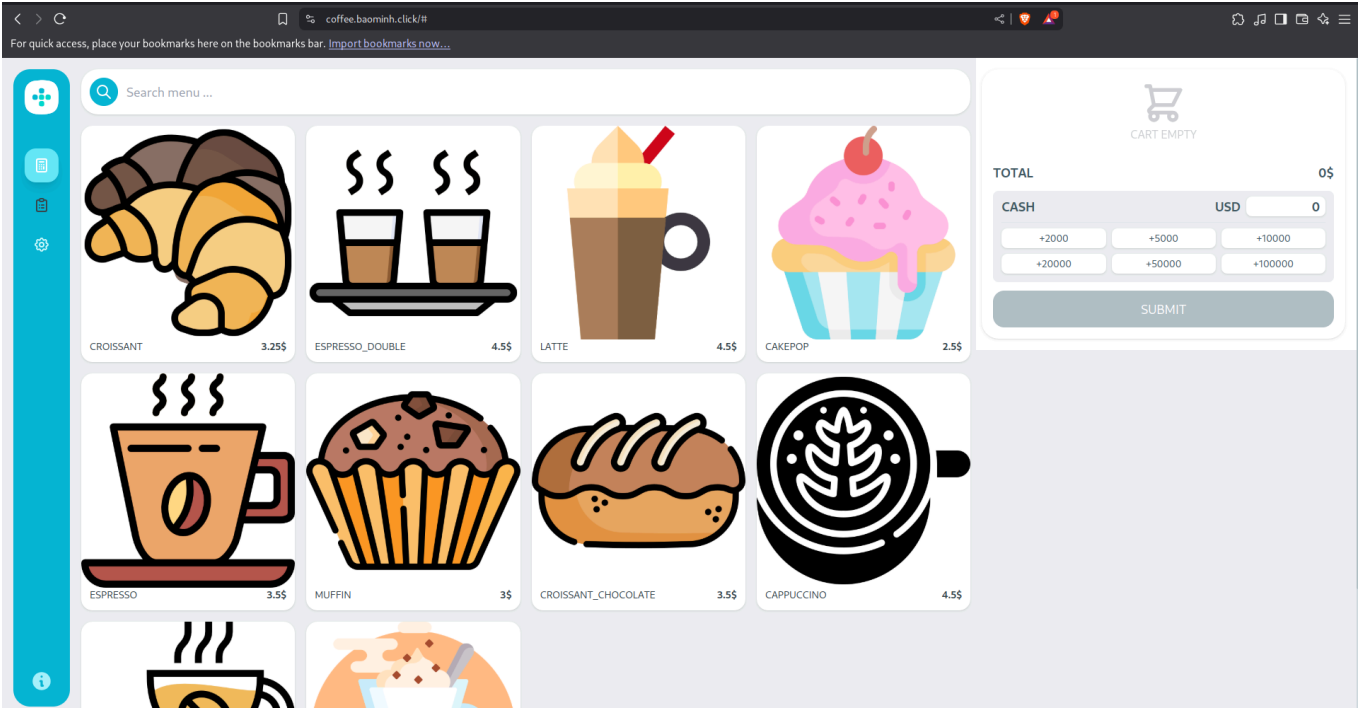 coffee.baominh.click/#
For quick access, place your bookmarks here on the bookmarks bar. Import bookmarks now...
Search menu ...
CROISSANT 3.25$
ESPRESSO_DOUBLE 4.5$
LATTE 4.5$
CAKEPOP 2.5$
ESPRESSO 3.5$
MUFFIN 3$
CROISSANT_CHOCOLATE 3.5$
CAPPUCCINO 4.5$
CART EMPTY
TOTAL 0$
CASH USD 0
+2000 +5000 +10000
+20000 +50000 +100000
SUBMIT